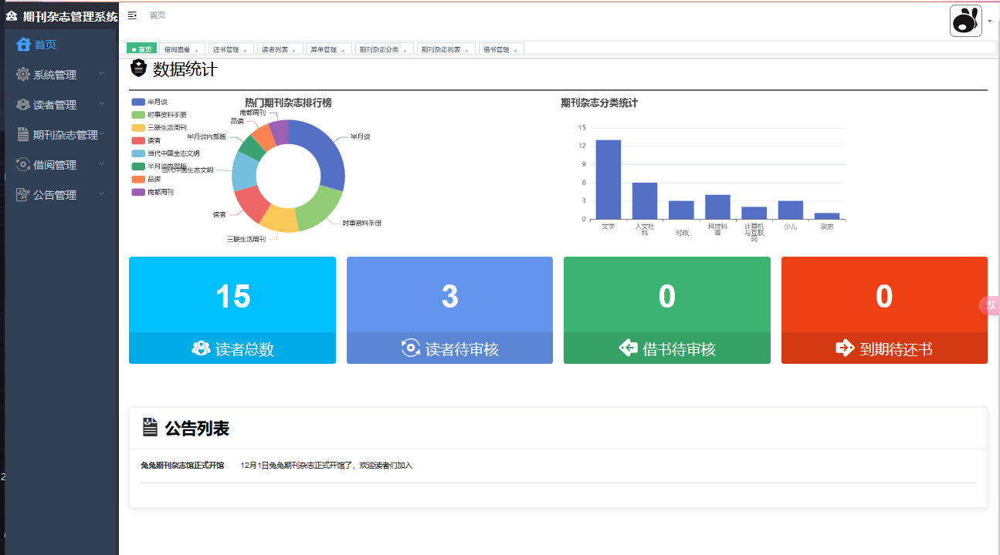 期刊杂志管理系统
首页
首页
系统管理
读者管理
期刊杂志管理
借阅管理
公告管理
首页 借阅查看 × 还书管理 × 读者列表 × 菜单管理 × 期刊杂志分类 × 期刊杂志列表 × 借书管理 ×
数据统计
热门期刊杂志排行榜
半月谈
时事资料手册
三联生活周刊
读者
当代中国生态文明
半月谈内部版
品读
南都周刊
南都周刊
品读
半月谈内部版
当代中国生态文明
读者
三联生活周刊
时事资料手册
半月谈
期刊杂志分类统计
15
12
9
6
3
0
文学
人文社
科
时政
科技科
普
计算机
与互联
网
少儿
杂志
15
读者总数
3
读者待审核
0
借书待审核
0
到期待还书
公告列表
兔兔期刊杂志馆正式开馆 12月1日兔兔期刊杂志正式开馆了，欢迎读者们加入